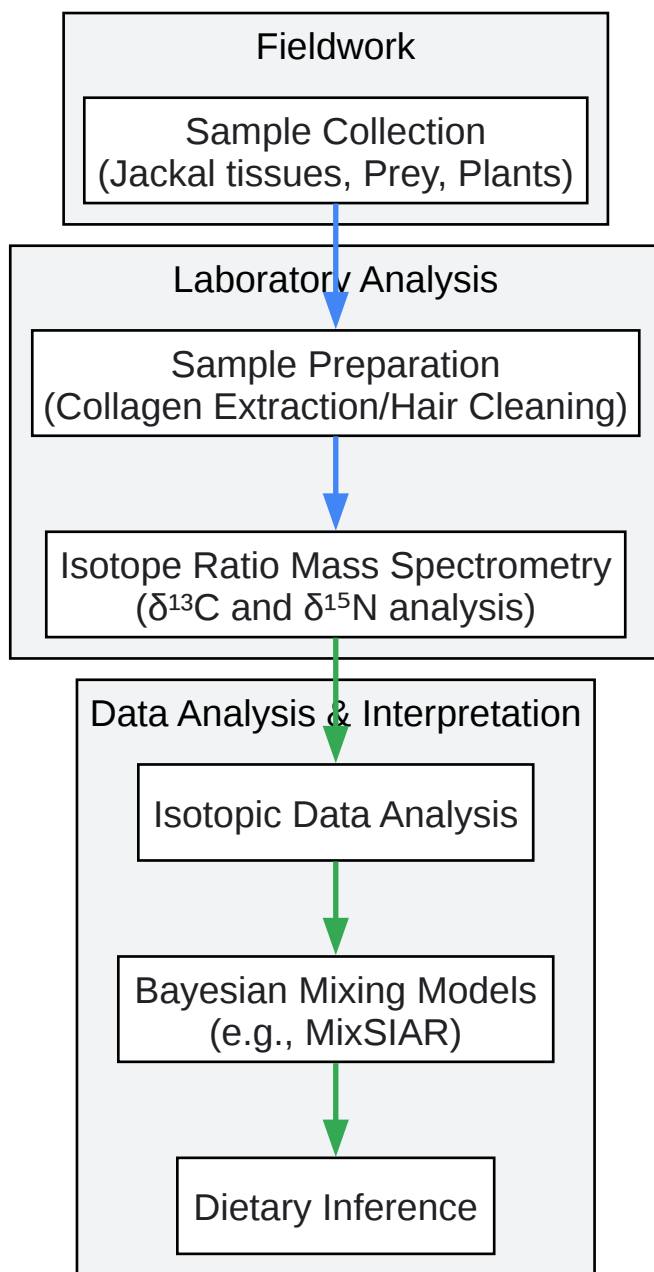 Fieldwork
Sample Collection
(Jackal tissues, Prey, Plants)
Laboratory Analysis
Sample Preparation
(Collagen Extraction/Hair Cleaning)
Isotope Ratio Mass Spectrometry
(δ¹³C and δ¹⁵N analysis)
Data Analysis & Interpretation
Isotopic Data Analysis
Bayesian Mixing Models
(e.g., MixSIAR)
Dietary Inference